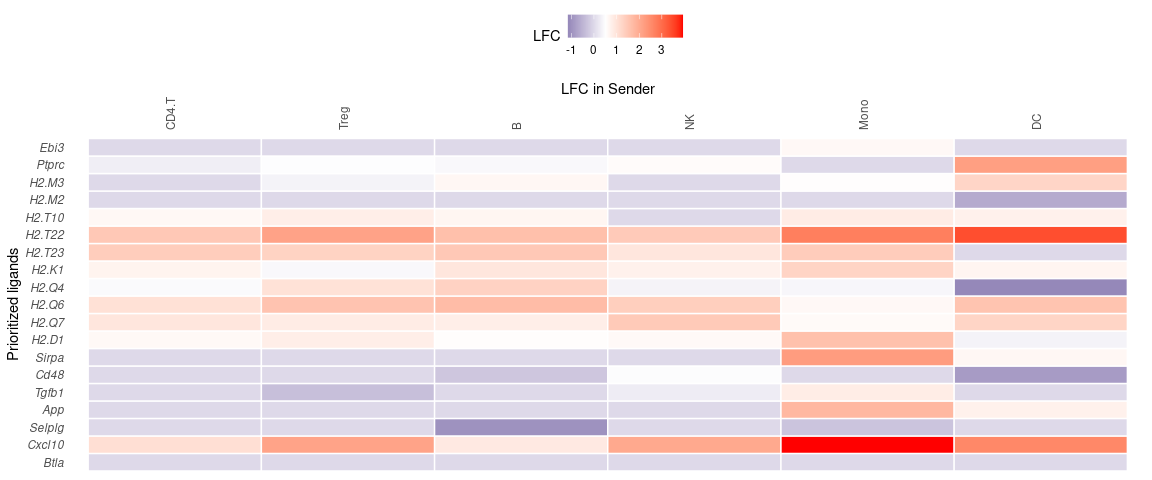 LFC
-1 0 1 2 3
LFC in Sender
CD4.T Treg B NK Mono DC
Prioritized ligands
Ebi3
Ptprc
H2.M3
H2.M2
H2.T10
H2.T22
H2.T23
H2.K1
H2.Q4
H2.Q6
H2.Q7
H2.D1
Sirpa
Cd48
Tgfb1
App
Selplg
Cxcl10
Btla